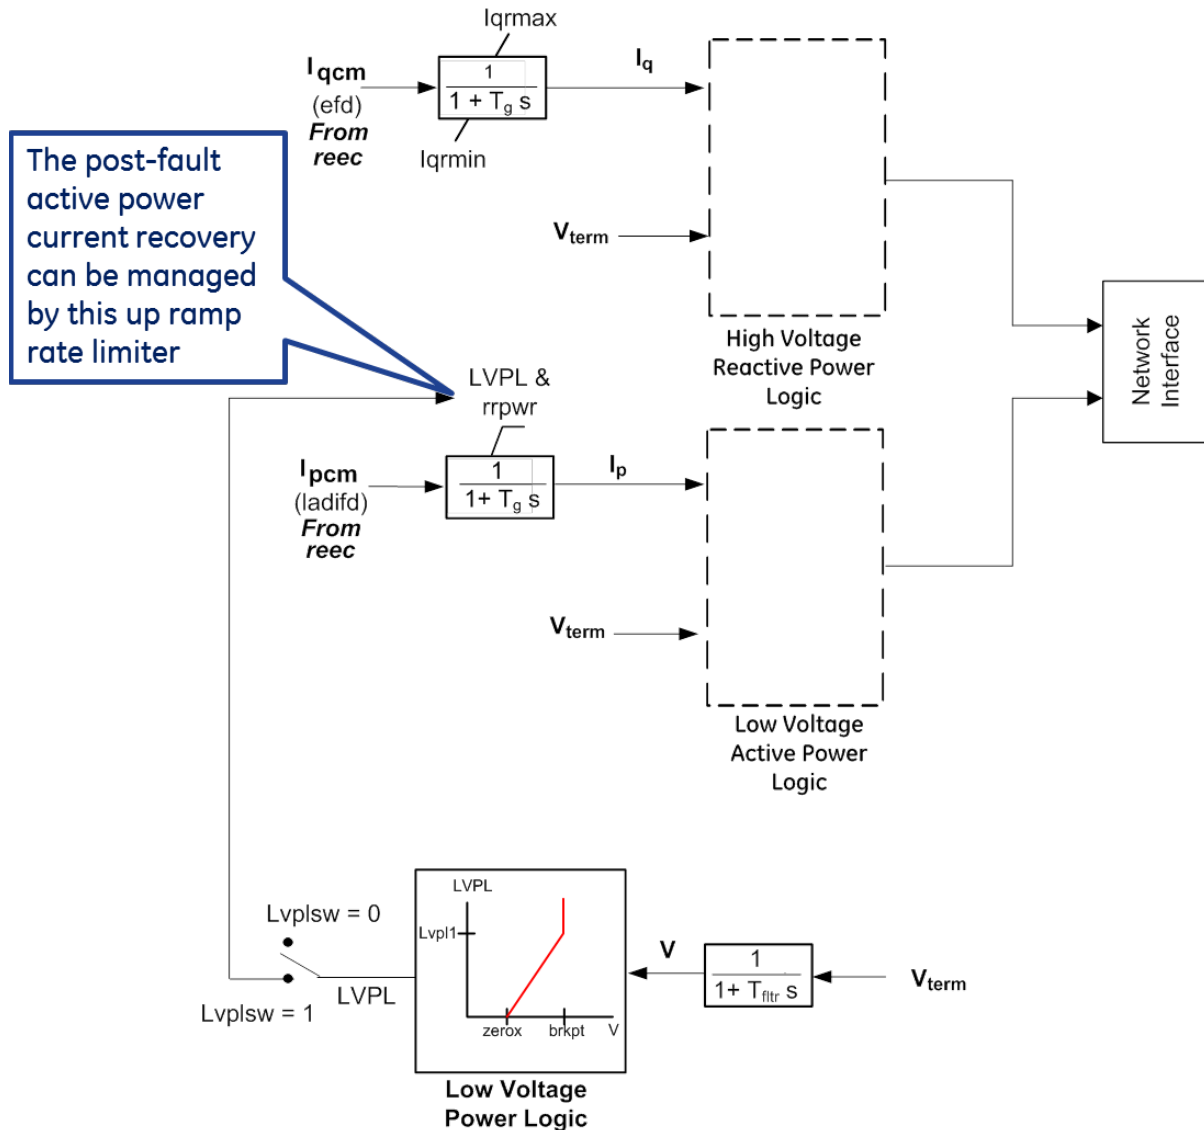 Iqrmax
I qcm
(efd)
From
reec
1
1 + Tg s
Iqrmin
Iq
Vterm
High Voltage
Reactive Power
Logic
The post-fault
active power
current recovery
can be managed
by this up ramp
rate limiter
LVPL &
rrpwr
I pcm
(ladifd)
From
reec
1
1+ Tg s
Ip
Vterm
Low Voltage
Active Power
Logic
Network
Interface
Lvplsw = 0
Lvplsw = 1
LVPL
LVPL
Lvpl1
zerox
brkpt
V
Low Voltage
Power Logic
V
1
1+ Tfltr s
Vterm